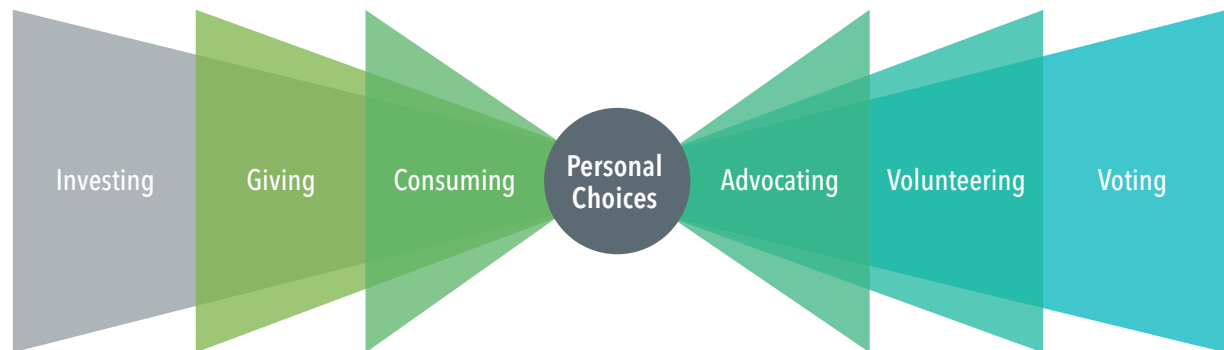 Investing
Giving
Consuming
Personal
Choices
Advocating
Volunteering
Voting